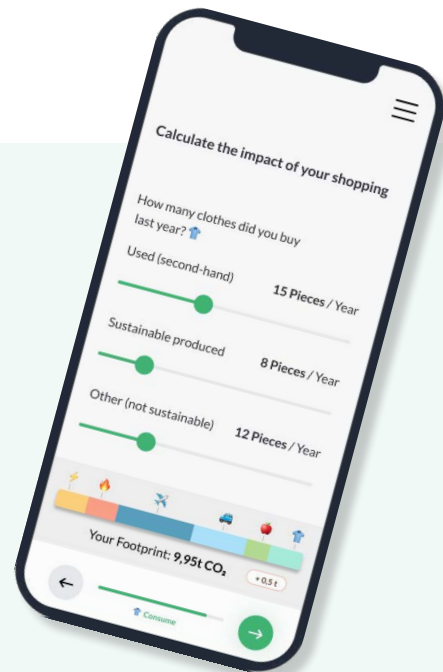 Calculate the impact of your shopping
How many clothes did you buy
last year? 👕
Used (second-hand) 15 Pieces / Year
Sustainable produced 8 Pieces / Year
Other (not sustainable) 12 Pieces / Year
Your Footprint: 9,95t CO₂ + 0,5 t
Consume